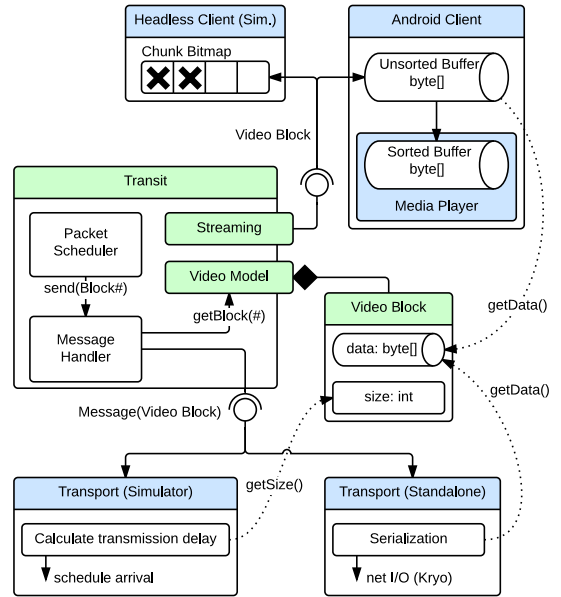 Headless Client (Sim.)
Chunk Bitmap
Android Client
Unsorted Buffer
byte[]
Sorted Buffer
byte[]
Media Player
Video Block
Transit
Streaming
Packet
Scheduler
Video Model
send(Block#)
getBlock(#)
Message
Handler
Video Block
data: byte[]
size: int
getData()
getData()
Message(Video Block)
getSize()
Transport (Simulator)
Calculate transmission delay
schedule arrival
Transport (Standalone)
Serialization
net I/O (Kryo)